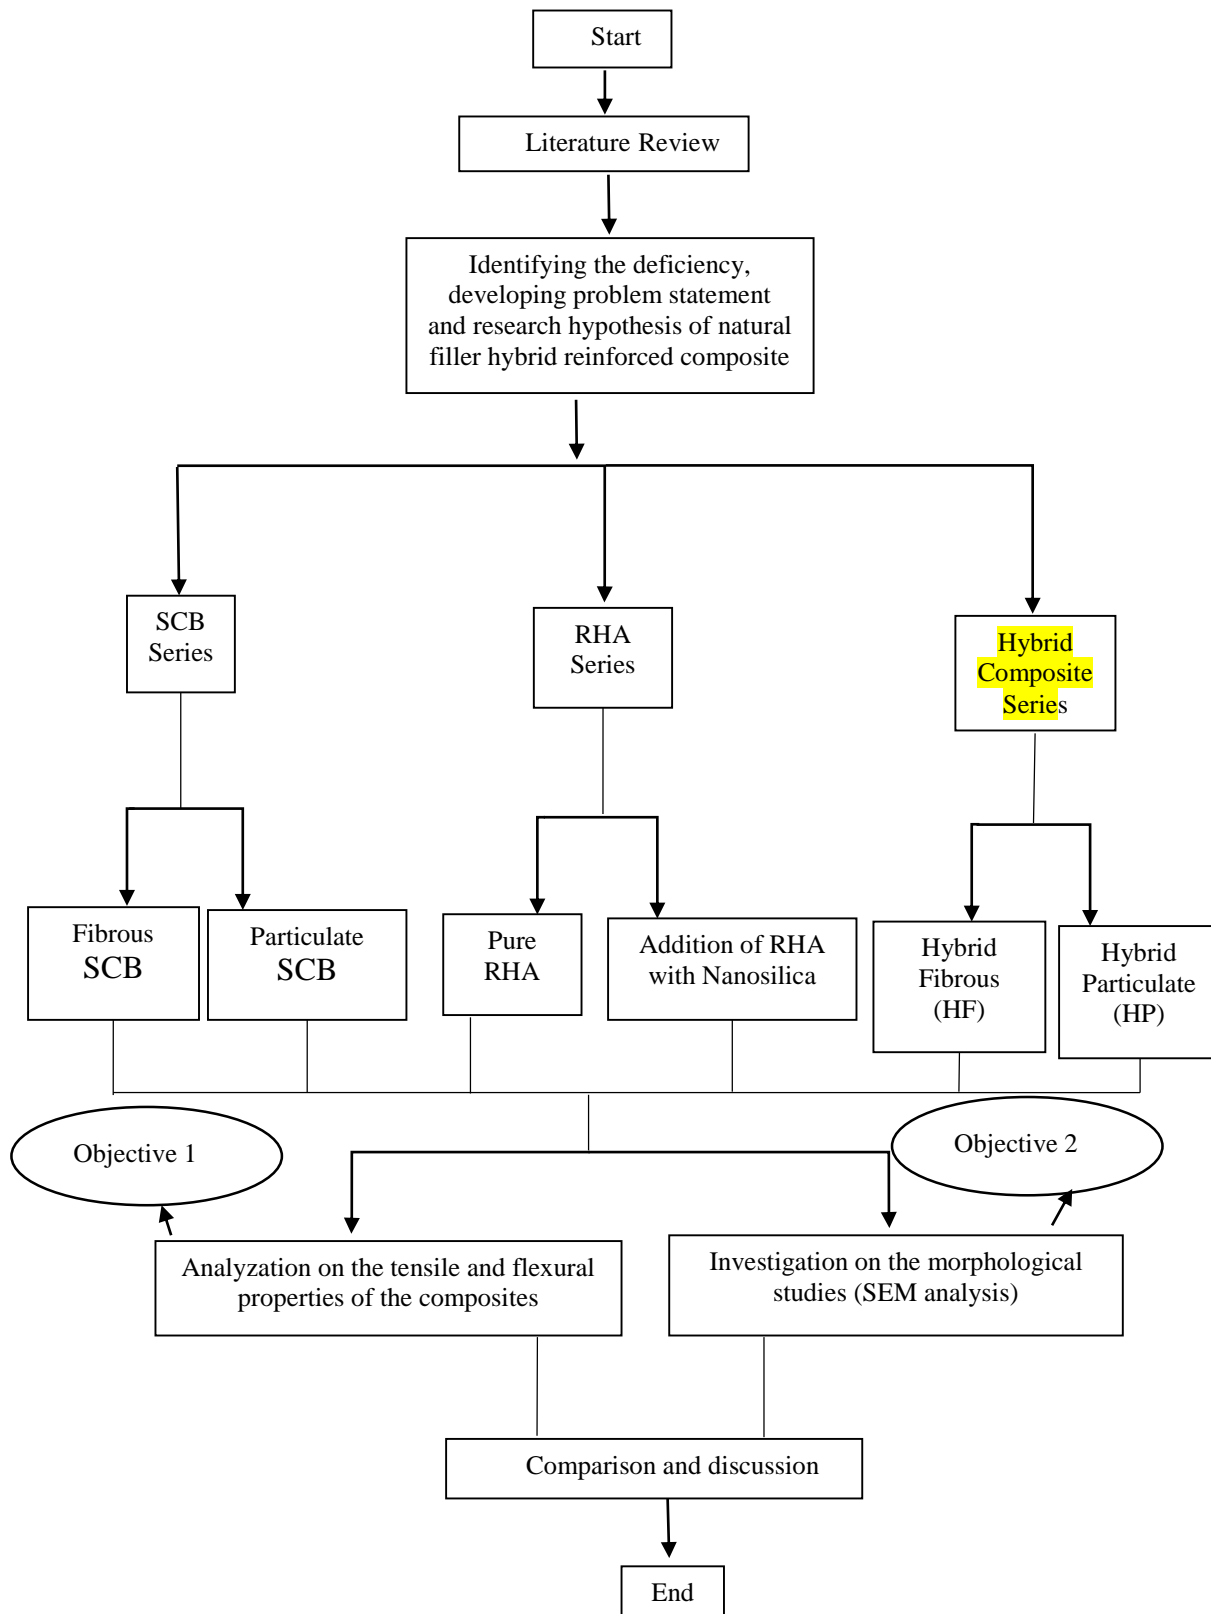 Start
Literature Review
Identifying the deficiency,
developing problem statement
and research hypothesis of natural
filler hybrid reinforced composite
SCB
Series
RHA
Series
Hybrid
Composite
Series
Fibrous
SCB
Particulate
SCB
Pure
RHA
Addition of RHA
with Nanosilica
Hybrid
Fibrous
(HF)
Hybrid
Particulate
(HP)
Objective 1
Objective 2
Analyzation on the tensile and flexural
properties of the composites
Investigation on the morphological
studies (SEM analysis)
Comparison and discussion
End